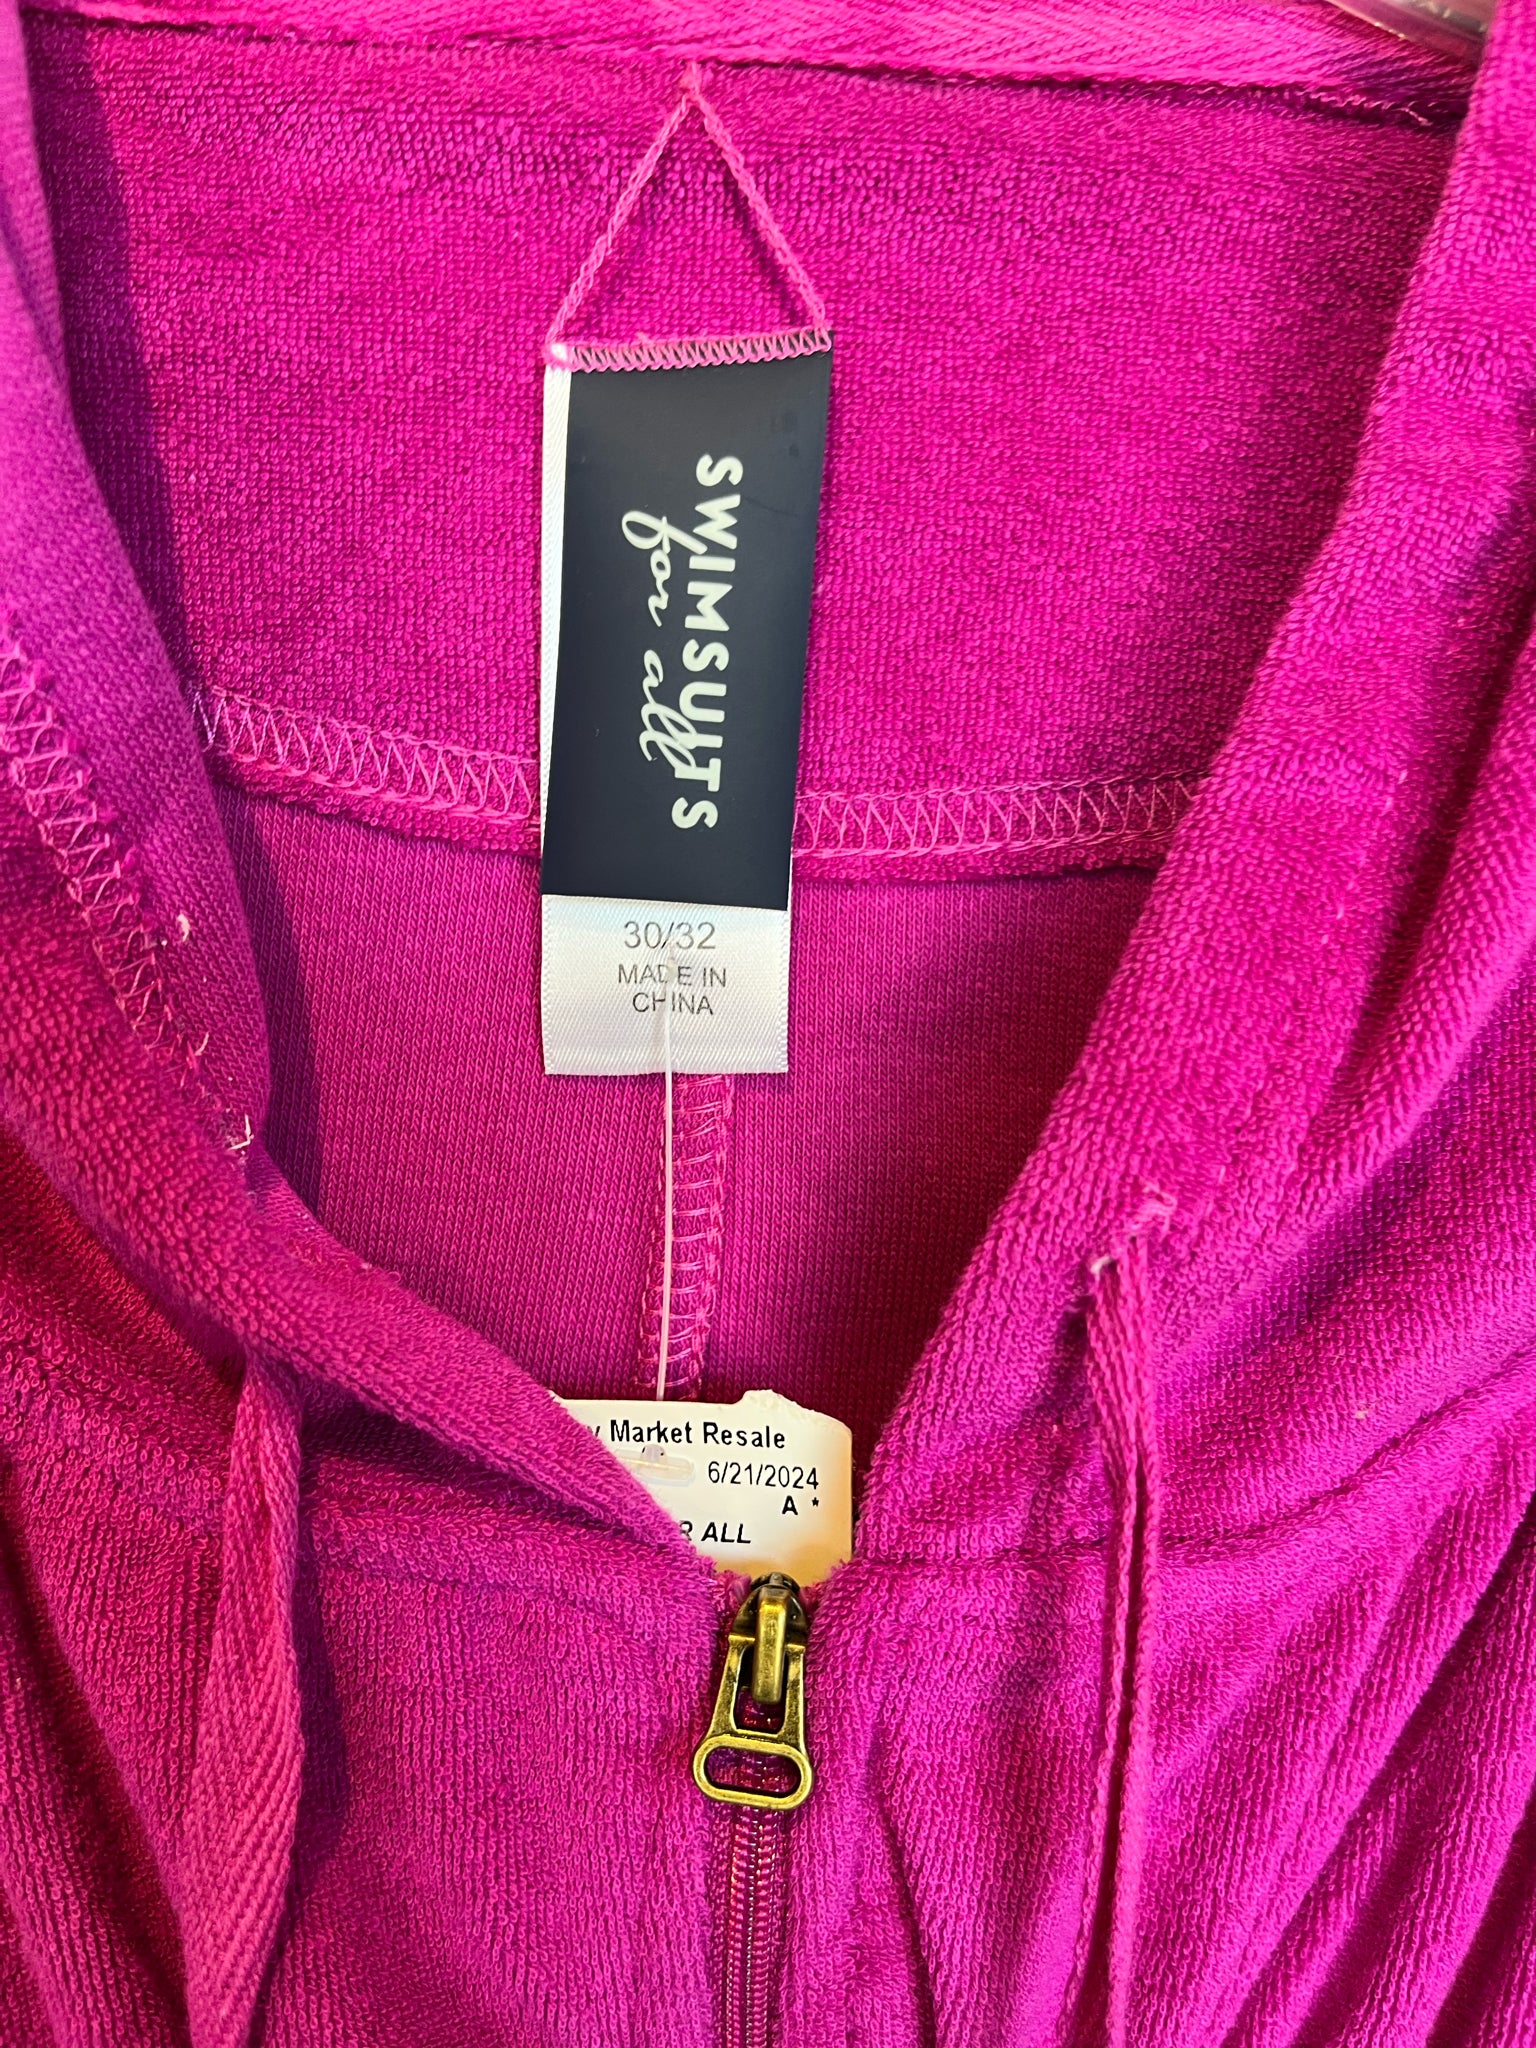 SWIMSUITS
for all
30/32
MADE IN
CHINA
Market Resale
6/21/2024
A *
ALL